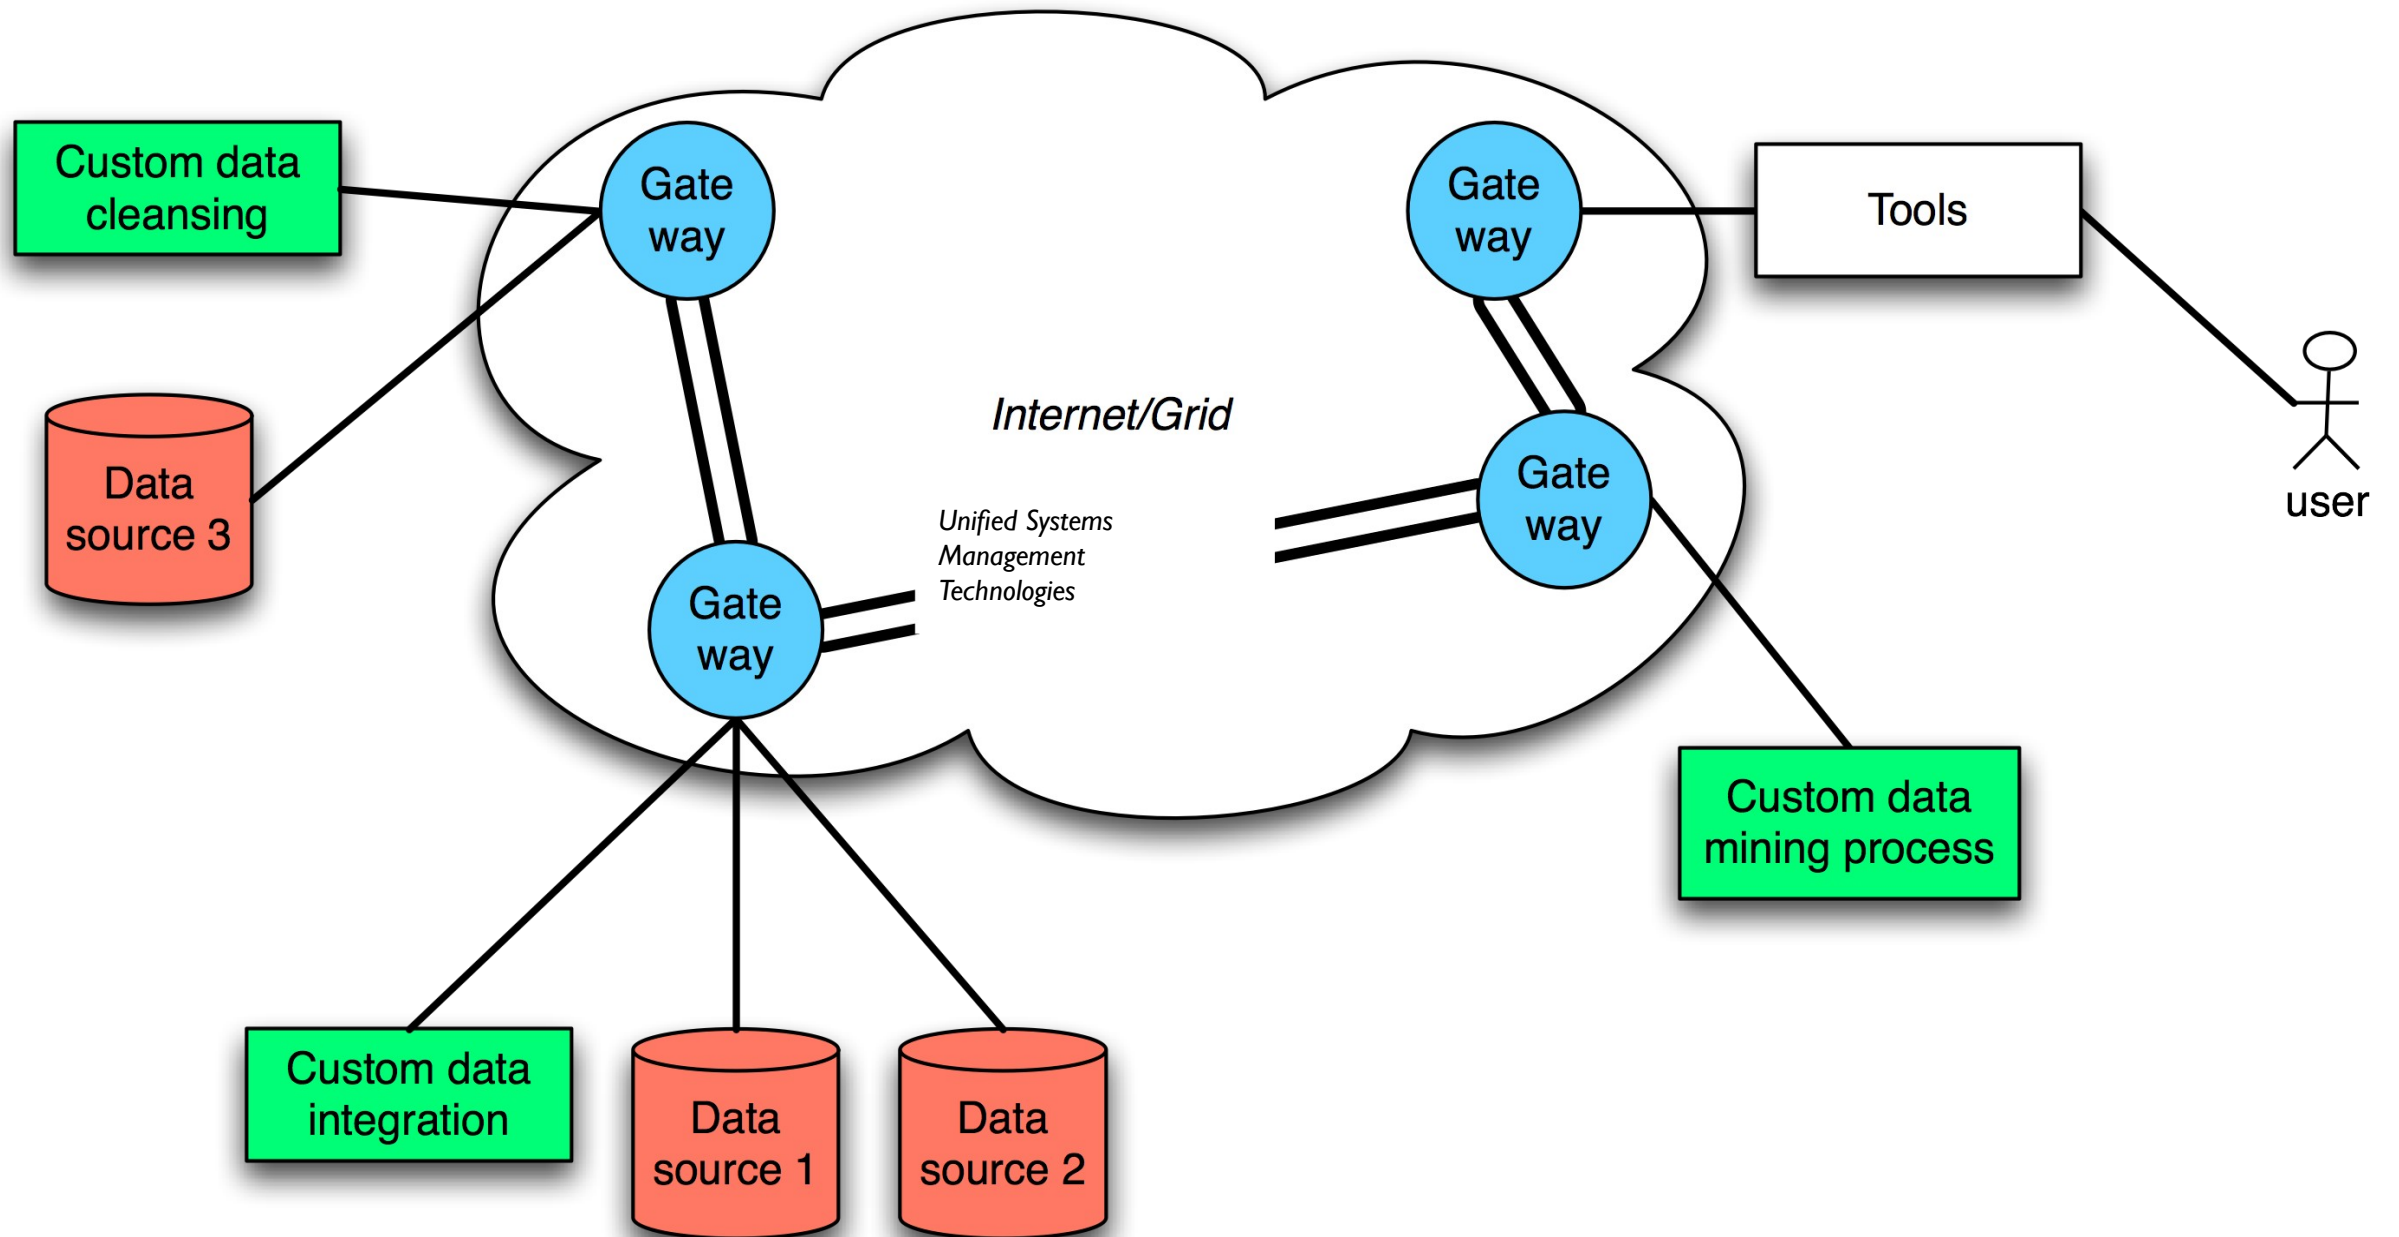 Custom data
cleansing
Gate
way
Gate
way
Tools
Data
source 3
Internet/Grid
Gate
way
user
Unified Systems
Management
Technologies
Gate
way
Custom data
mining process
Custom data
integration
Data
source 1
Data
source 2